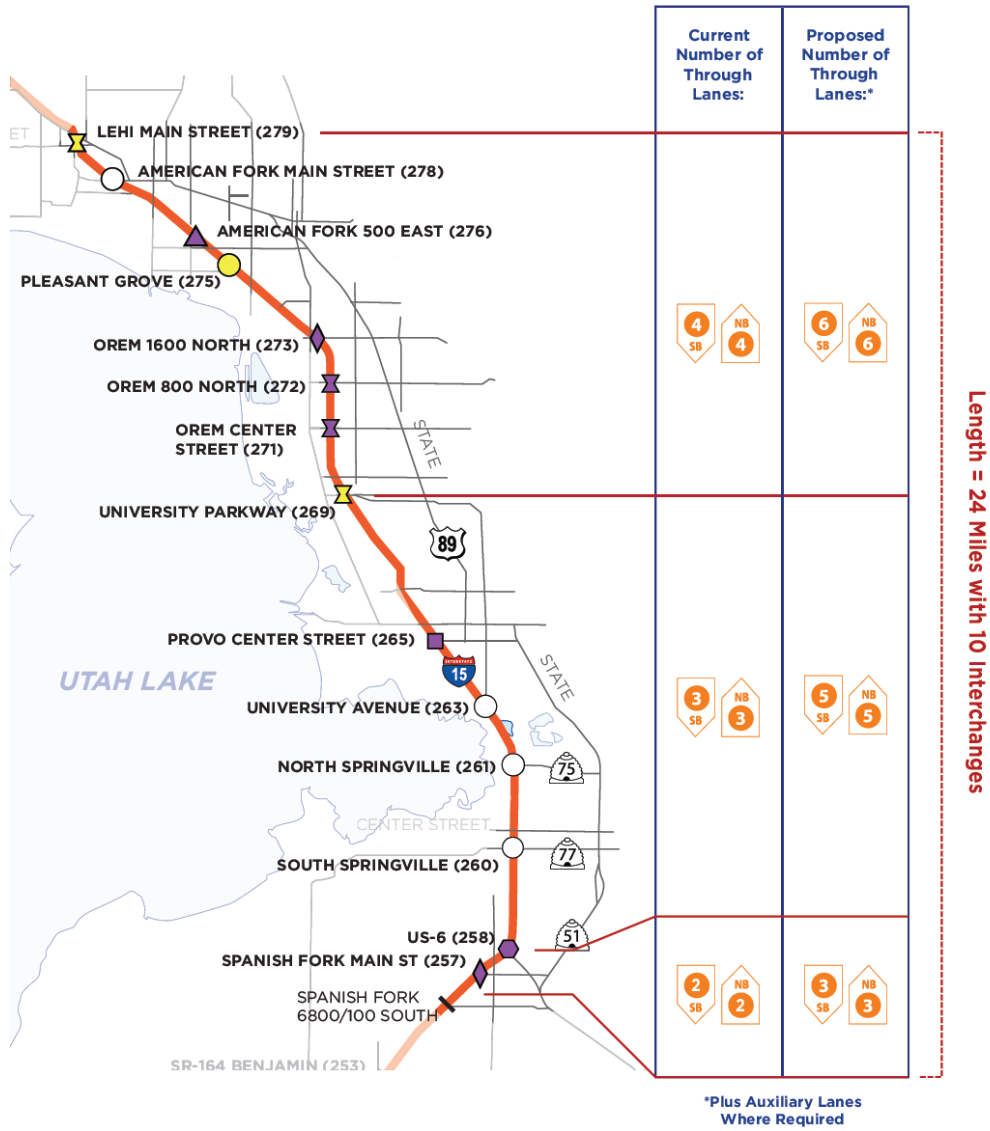 Current
Number of
Through
Lanes:
Proposed
Number of
Through
Lanes:*
ET
LEHI MAIN STREET (279)
AMERICAN FORK MAIN STREET (278)
AMERICAN FORK 500 EAST (276)
PLEASANT GROVE (275)
OREM 1600 NORTH (273)
OREM 800 NORTH (272)
OREM CENTER
STREET (271)
STATE
UNIVERSITY PARKWAY (269)
89
PROVO CENTER STREET (265)
INTERSTATE
15
STATE
UTAH LAKE
UNIVERSITY AVENUE (263)
NORTH SPRINGVILLE (261)
75
CENTER STREET
SOUTH SPRINGVILLE (260)
77
US-6 (258)
51
SPANISH FORK MAIN ST (257)
SPANISH FORK
6800/100 SOUTH
SR-164 BENJAMIN (253)
4
SB
NB
4
6
SB
NB
6
3
SB
NB
3
5
SB
NB
5
2
SB
NB
2
3
SB
NB
3
Length = 24 Miles with 10 Interchanges
*Plus Auxiliary Lanes
Where Required